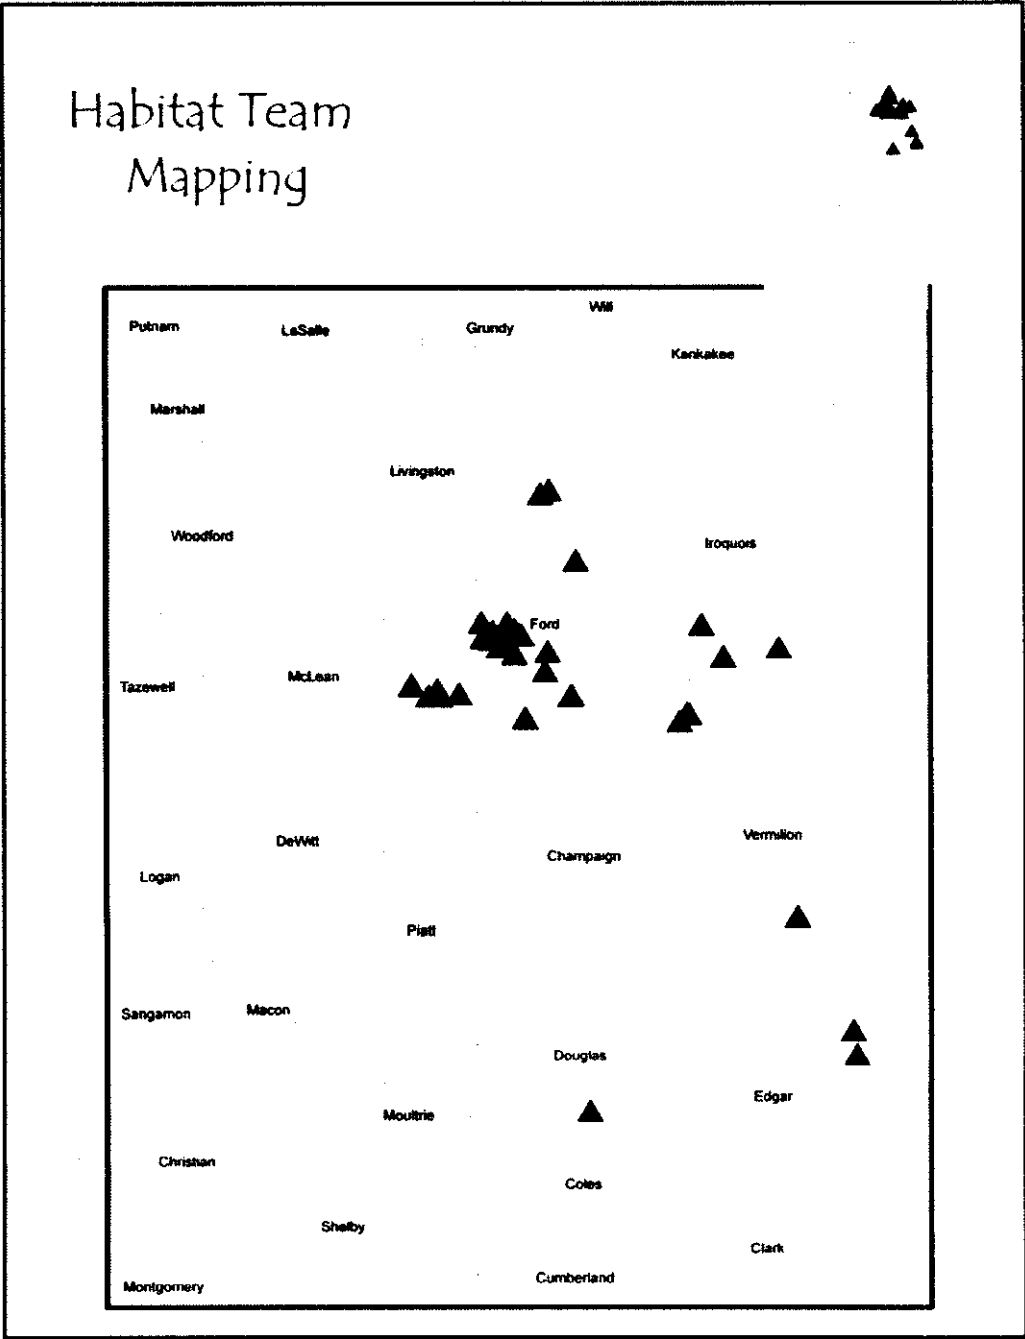 Habitat Team
Mapping
Will
Putnam
LaSalle
Grundy
Kankakee
Marshall
Livingston
Woodford
Iroquois
Ford
McLean
Tazewell
DeWitt
Vermilion
Champaign
Logan
Piatt
Macon
Sangamon
Douglas
Edgar
Moultrie
Christian
Coles
Shelby
Clark
Cumberland
Montgomery